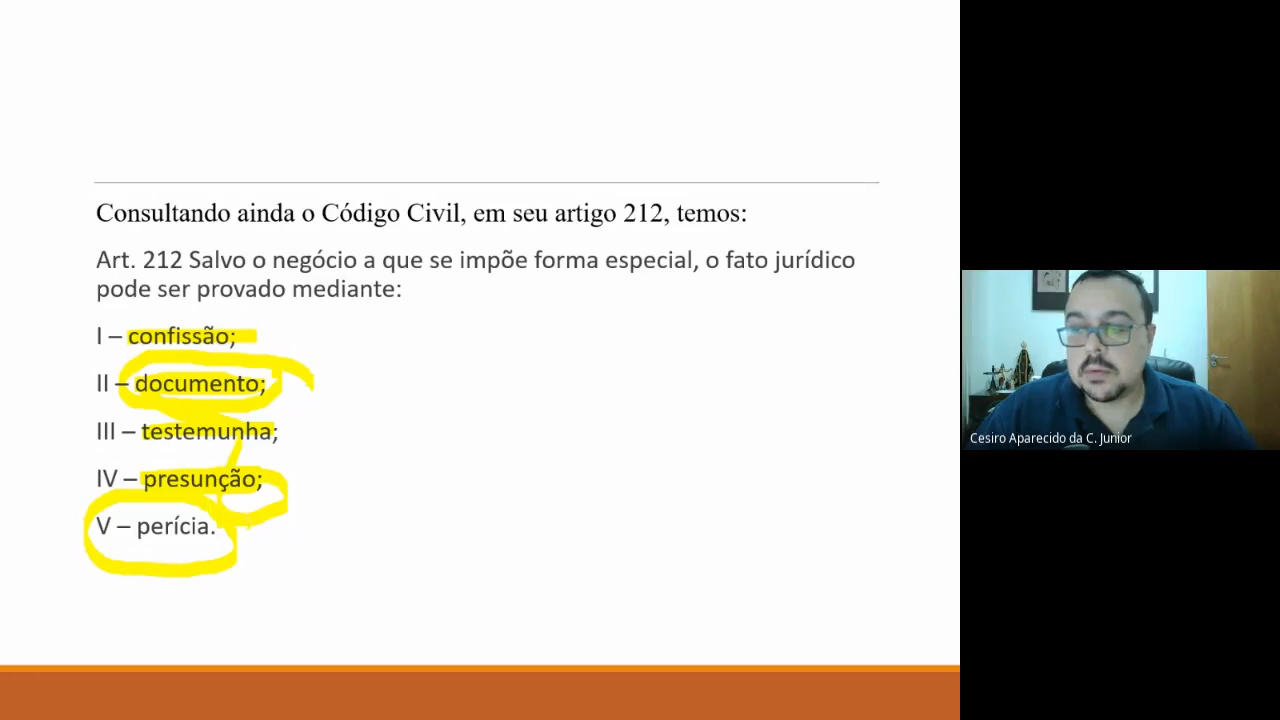 Consultando ainda o Código Civil, em seu artigo 212, temos:
Art. 212 Salvo o negócio a que se impõe forma especial, o fato jurídico
pode ser provado mediante:
I – confissão;
II – documento;
III – testemunha;
IV – presunção;
V – perícia.
Cesiro Aparecido da C. Junior